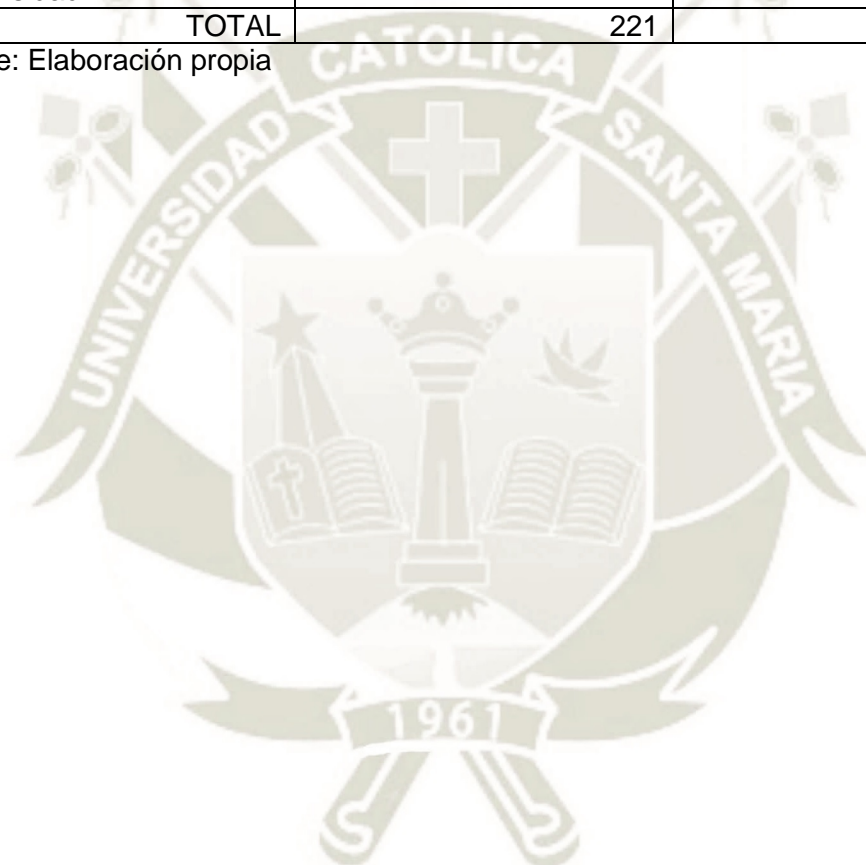 TOTAL 221
: Elaboración propia
CATOLICA
UNIVERSIDAD
SANTA MARIA
1961